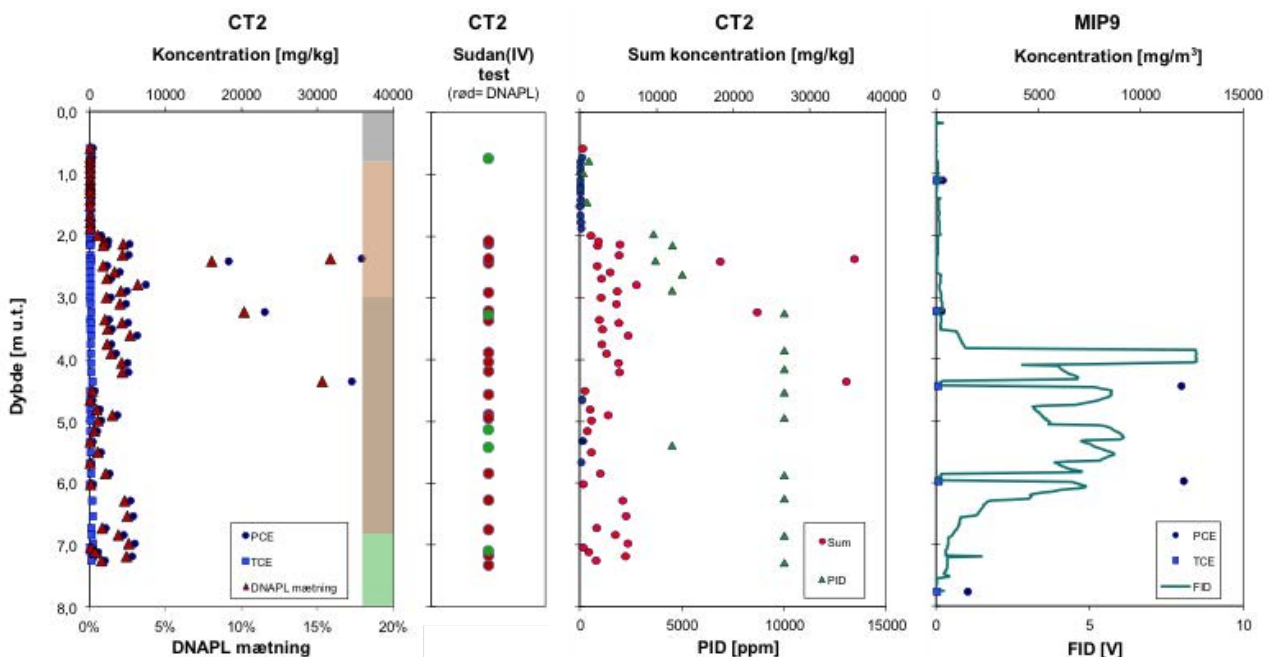 CT2
Koncentration [mg/kg]
0 10000 20000 30000 40000
0,0
1,0
2,0
3,0
4,0
5,0
6,0
7,0
8,0
Dybde [m u.t.]
PCE
TCE
DNAPL mætning
0% 5% 10% 15% 20%
DNAPL mætning
CT2
Sudan(IV)
test
(rød= DNAPL)
CT2
Sum koncentration [mg/kg]
0 10000 20000 30000 40000
Sum
PID
0 5000 10000 15000
PID [ppm]
MIP9
Koncentration [mg/m³]
0 5000 10000 15000
PCE
TCE
FID
0 5 10
FID [V]